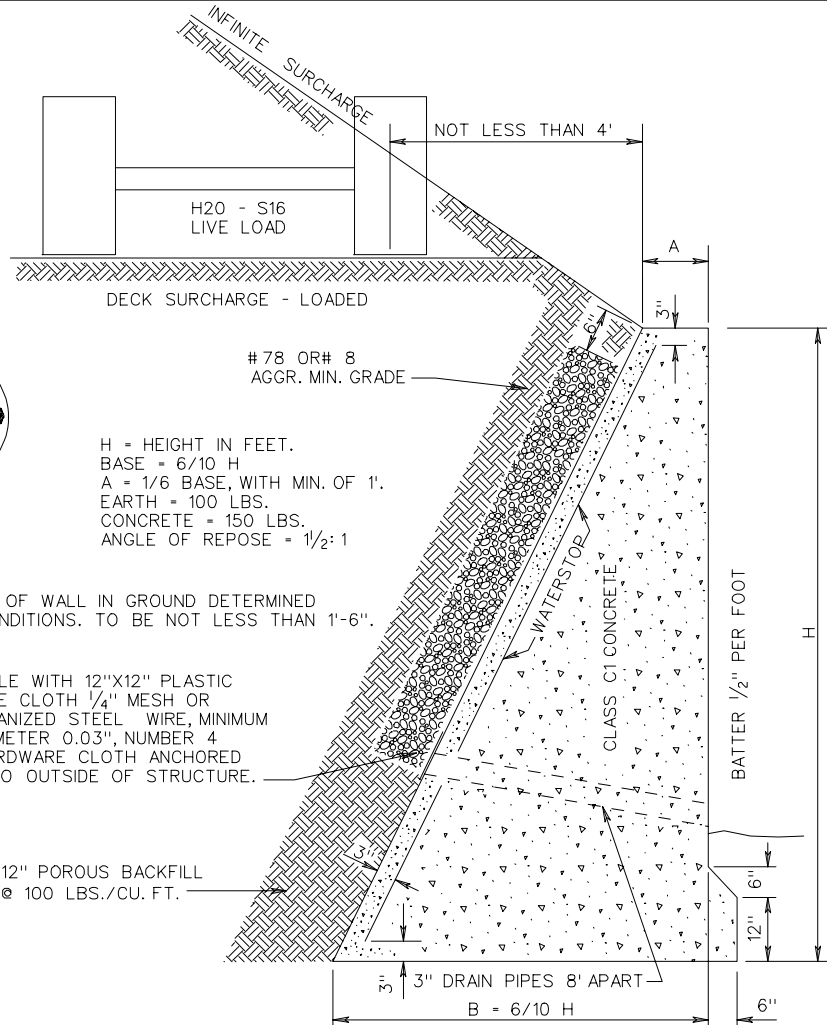 INFINITE SURCHARGE
NOT LESS THAN 4'
H20 - S16
LIVE LOAD
A
DECK SURCHARGE - LOADED
3"
6"
#78 OR# 8
AGGR. MIN. GRADE
H = HEIGHT IN FEET.
BASE = 6/10 H
A = 1/6 BASE, WITH MIN. OF 1'.
EARTH = 100 LBS.
CONCRETE = 150 LBS.
ANGLE OF REPOSE = 1½: 1
OF WALL IN GROUND DETERMINED
NDITIONS. TO BE NOT LESS THAN 1'-6".
WATERSTOP
CLASS C1 CONCRETE
BATTER ½" PER FOOT
H
LE WITH 12"X12" PLASTIC
E CLOTH ¼" MESH OR
ANIZED STEEL WIRE, MINIMUM
METER 0.03", NUMBER 4
RDWARE CLOTH ANCHORED
O OUTSIDE OF STRUCTURE.
3"
12" POROUS BACKFILL
@ 100 LBS./CU. FT.
6"
12"
3"
3" DRAIN PIPES 8' APART
B = 6/10 H
6"